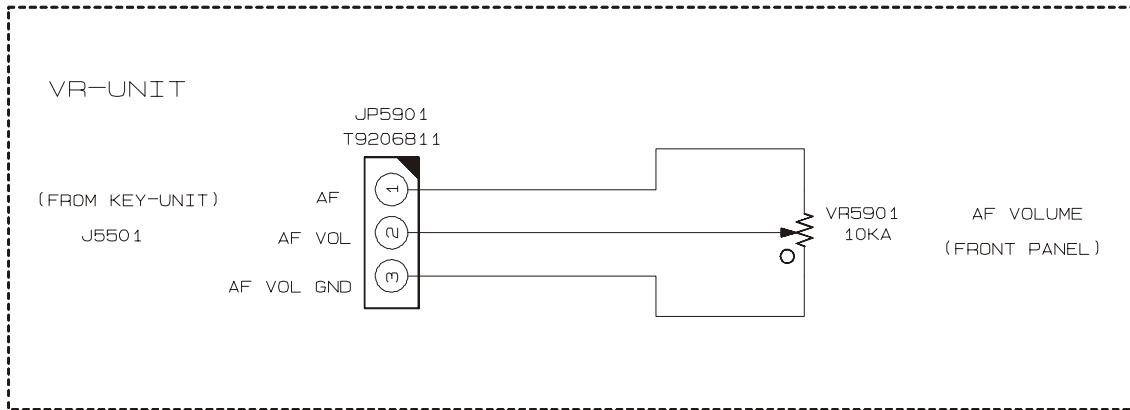 VR-UNIT
JP5901
T9206811
(FROM KEY-UNIT)
J5501
AF
1
AF VOL
2
AF VOL GND
3
VR5901
10KA
AF VOLUME
(FRONT PANEL)